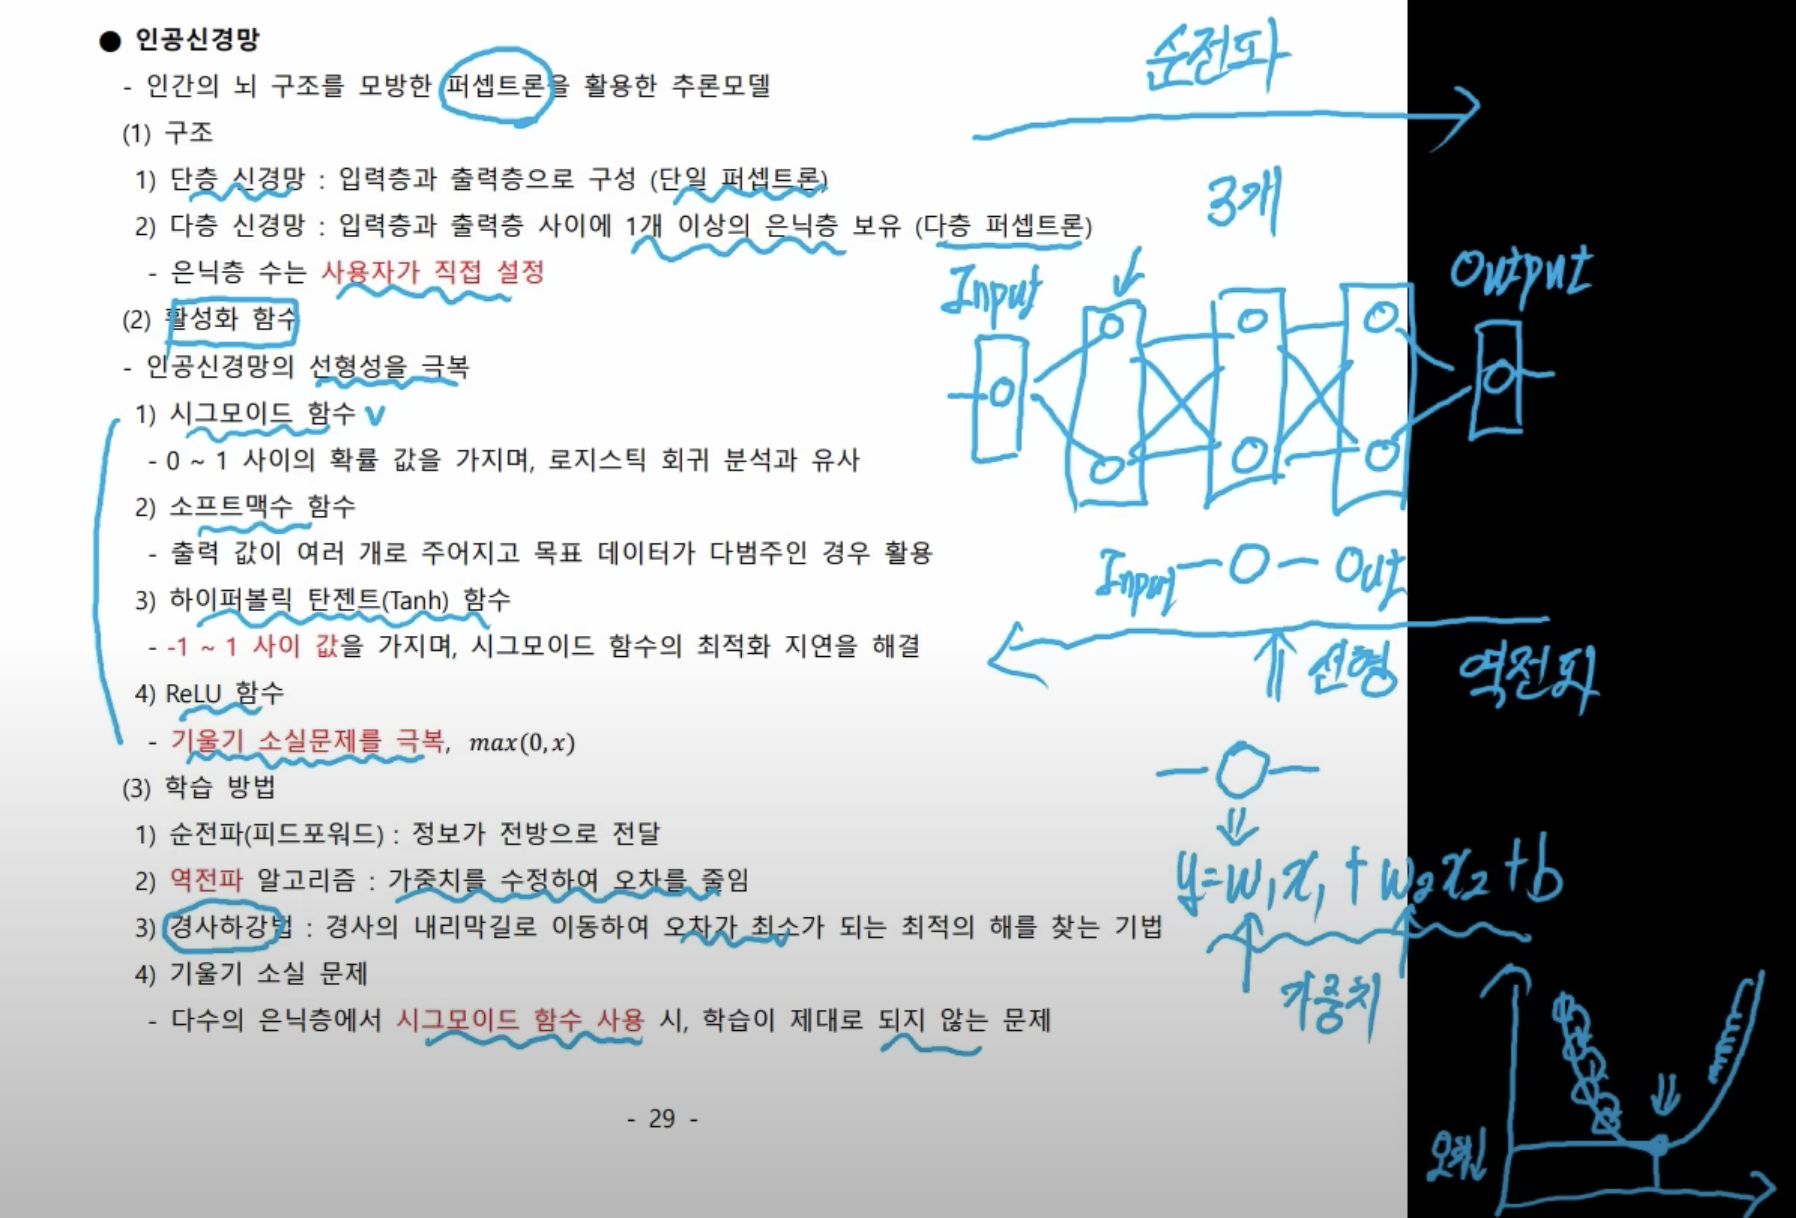 ● 인공신경망
- 인간의 뇌 구조를 모방한 퍼셉트론을 활용한 추론모델
(1) 구조
1) 단층 신경망 : 입력층과 출력층으로 구성 (단일 퍼셉트론)
2) 다층 신경망 : 입력층과 출력층 사이에 1개 이상의 은닉층 보유 (다층 퍼셉트론)
- 은닉층 수는 사용자가 직접 설정
(2) 활성화 함수
- 인공신경망의 선형성을 극복
1) 시그모이드 함수 v
- 0 ~ 1 사이의 확률 값을 가지며, 로지스틱 회귀 분석과 유사
2) 소프트맥수 함수
- 출력 값이 여러 개로 주어지고 목표 데이터가 다범주인 경우 활용
3) 하이퍼볼릭 탄젠트(Tanh) 함수
- -1 ~ 1 사이 값을 가지며, 시그모이드 함수의 최적화 지연을 해결
4) ReLU 함수
- 기울기 소실문제를 극복, max(0,x)
(3) 학습 방법
1) 순전파(피드포워드) : 정보가 전방으로 전달
2) 역전파 알고리즘 : 가중치를 수정하여 오차를 줄임
3) 경사하강법 : 경사의 내리막길로 이동하여 오차가 최소가 되는 최적의 해를 찾는 기법
4) 기울기 소실 문제
- 다수의 은닉층에서 시그모이드 함수 사용 시, 학습이 제대로 되지 않는 문제
- 29 -
순전파
3개
Input
Output
Input - O - Out
선형
역전파
y=w₁x₁+w₂x₂+b
가중치